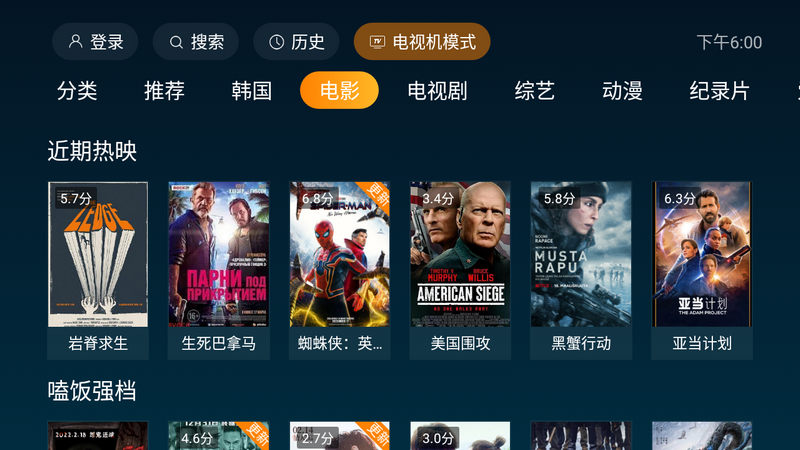 登录
搜索
历史
电视机模式
下午6:00
分类
推荐
韩国
电影
电视剧
综艺
动漫
纪录片
近期热映
5.7分
LEDGE
ПАРНИ ПОД
ПРИКРЫТИЕМ
16+
6.8分
更新
SPIDER-MAN
3.4分
TIMOTHY V.
MURPHY
BRUCE
WILLIS
AMERICAN SIEGE
5.8分
NOOMI
RAPACE
MUSTA
RAPU
6.3分
亚当计划
THE ADAM PROJECT
岩脊求生
生死巴拿马
蜘蛛侠：英...
美国围攻
黑蟹行动
亚当计划
嗑饭强档
2022.2.18
4.6分
更新
2.7分
更新
3.0分